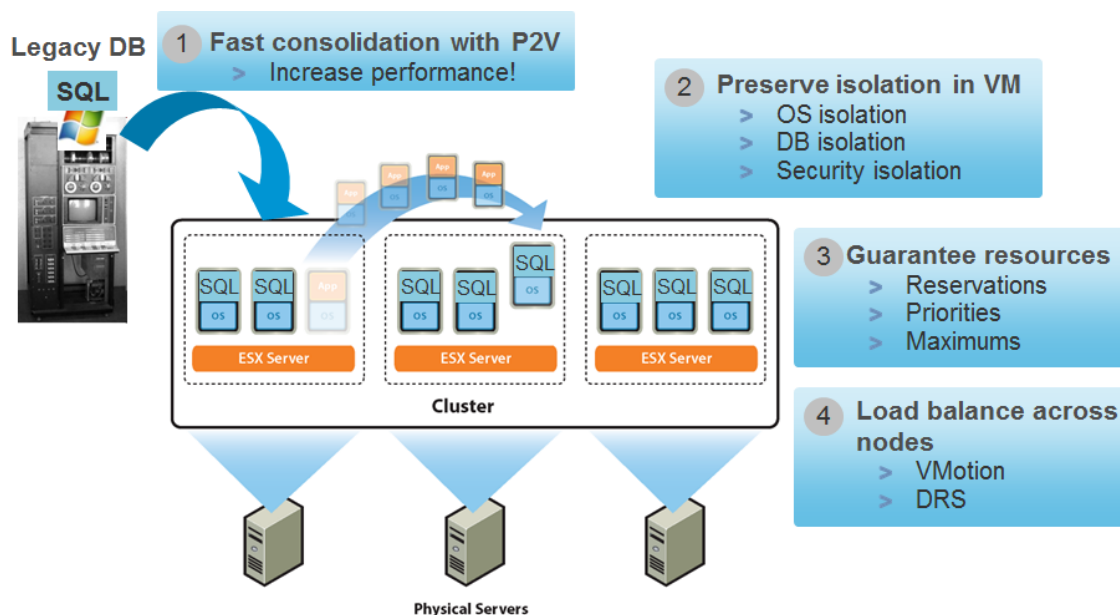 Legacy DB
SQL
1 Fast consolidation with P2V
> Increase performance!
2 Preserve isolation in VM
> OS isolation
> DB isolation
> Security isolation
3 Guarantee resources
> Reservations
> Priorities
> Maximums
4 Load balance across
nodes
> VMotion
> DRS
App App App App
OS OS OS OS
SQL SQL App
OS OS OS
ESX Server
SQL SQL SQL
OS OS OS
ESX Server
SQL SQL SQL
OS OS OS
ESX Server
Cluster
Physical Servers